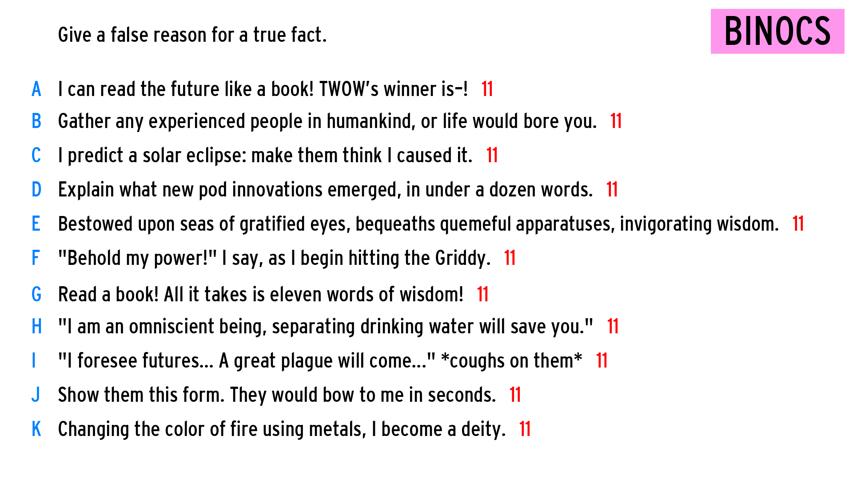 Give a false reason for a true fact.
BINOCS
A I can read the future like a book! TWOW's winner is–! 11
B Gather any experienced people in humankind, or life would bore you. 11
C I predict a solar eclipse: make them think I caused it. 11
D Explain what new pod innovations emerged, in under a dozen words. 11
E Bestowed upon seas of gratified eyes, bequeaths quemeful apparatuses, invigorating wisdom. 11
F "Behold my power!" I say, as I begin hitting the Griddy. 11
G Read a book! All it takes is eleven words of wisdom! 11
H "I am an omniscient being, separating drinking water will save you." 11
I "I foresee futures... A great plague will come..." *coughs on them* 11
J Show them this form. They would bow to me in seconds. 11
K Changing the color of fire using metals, I become a deity. 11